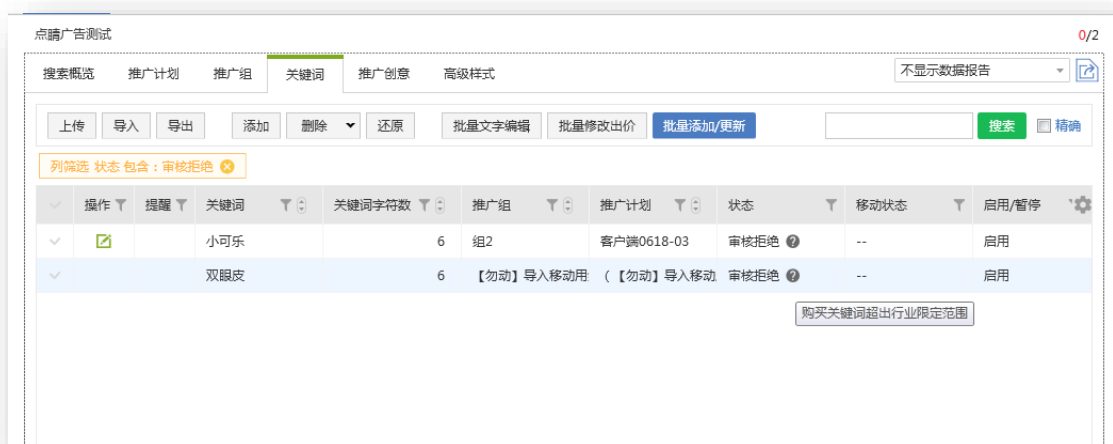 点睛广告测试 0/2
搜索概览 推广计划 推广组 关键词 推广创意 高级样式 不显示数据报告
上传 导入 导出 添加 删除 还原 批量文字编辑 批量修改出价 批量添加/更新 搜索 精确
列筛选 状态 包含：审核拒绝
操作 提醒 关键词 关键词字符数 推广组 推广计划 状态 移动状态 启用/暂停
小可乐 6 组2 客户端0618-03 审核拒绝 -- 启用
双眼皮 6 【勿动】导入移动用 (【勿动】导入移动 审核拒绝 -- 启用
购买关键词超出行业限定范围